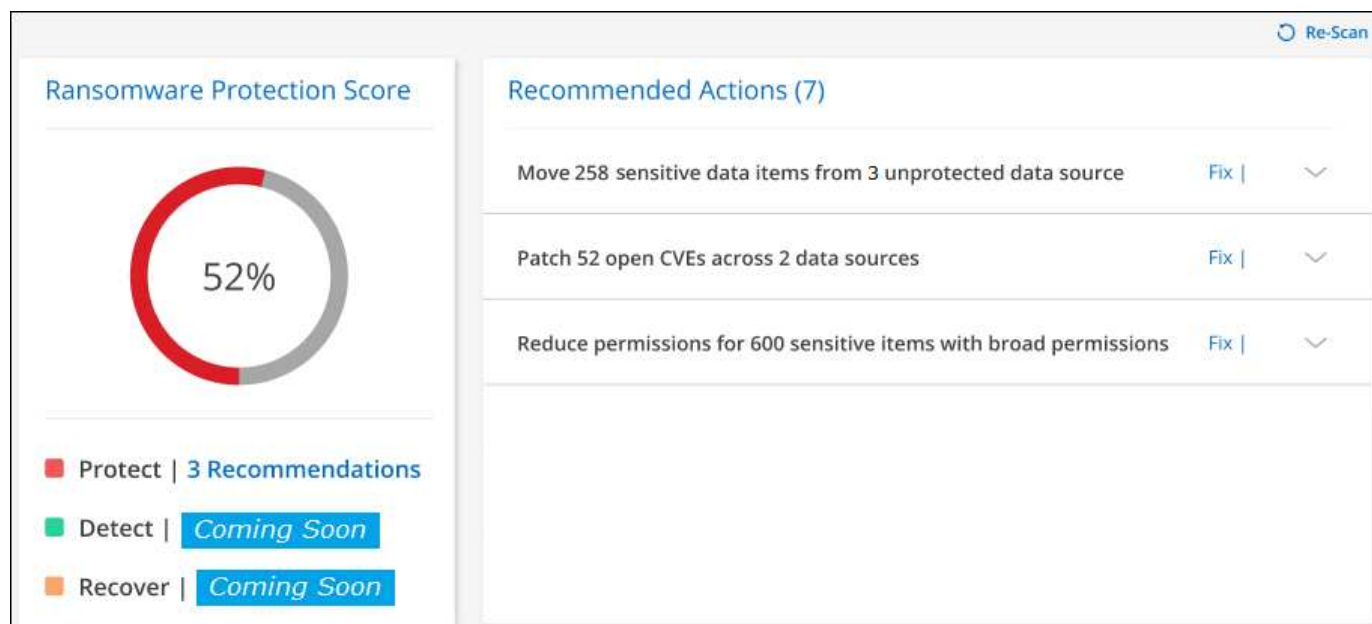 Re-Scan
Ransomware Protection Score
52%
Protect | 3 Recommendations
Detect | Coming Soon
Recover | Coming Soon
Recommended Actions (7)
Move 258 sensitive data items from 3 unprotected data source Fix |
Patch 52 open CVEs across 2 data sources Fix |
Reduce permissions for 600 sensitive items with broad permissions Fix |